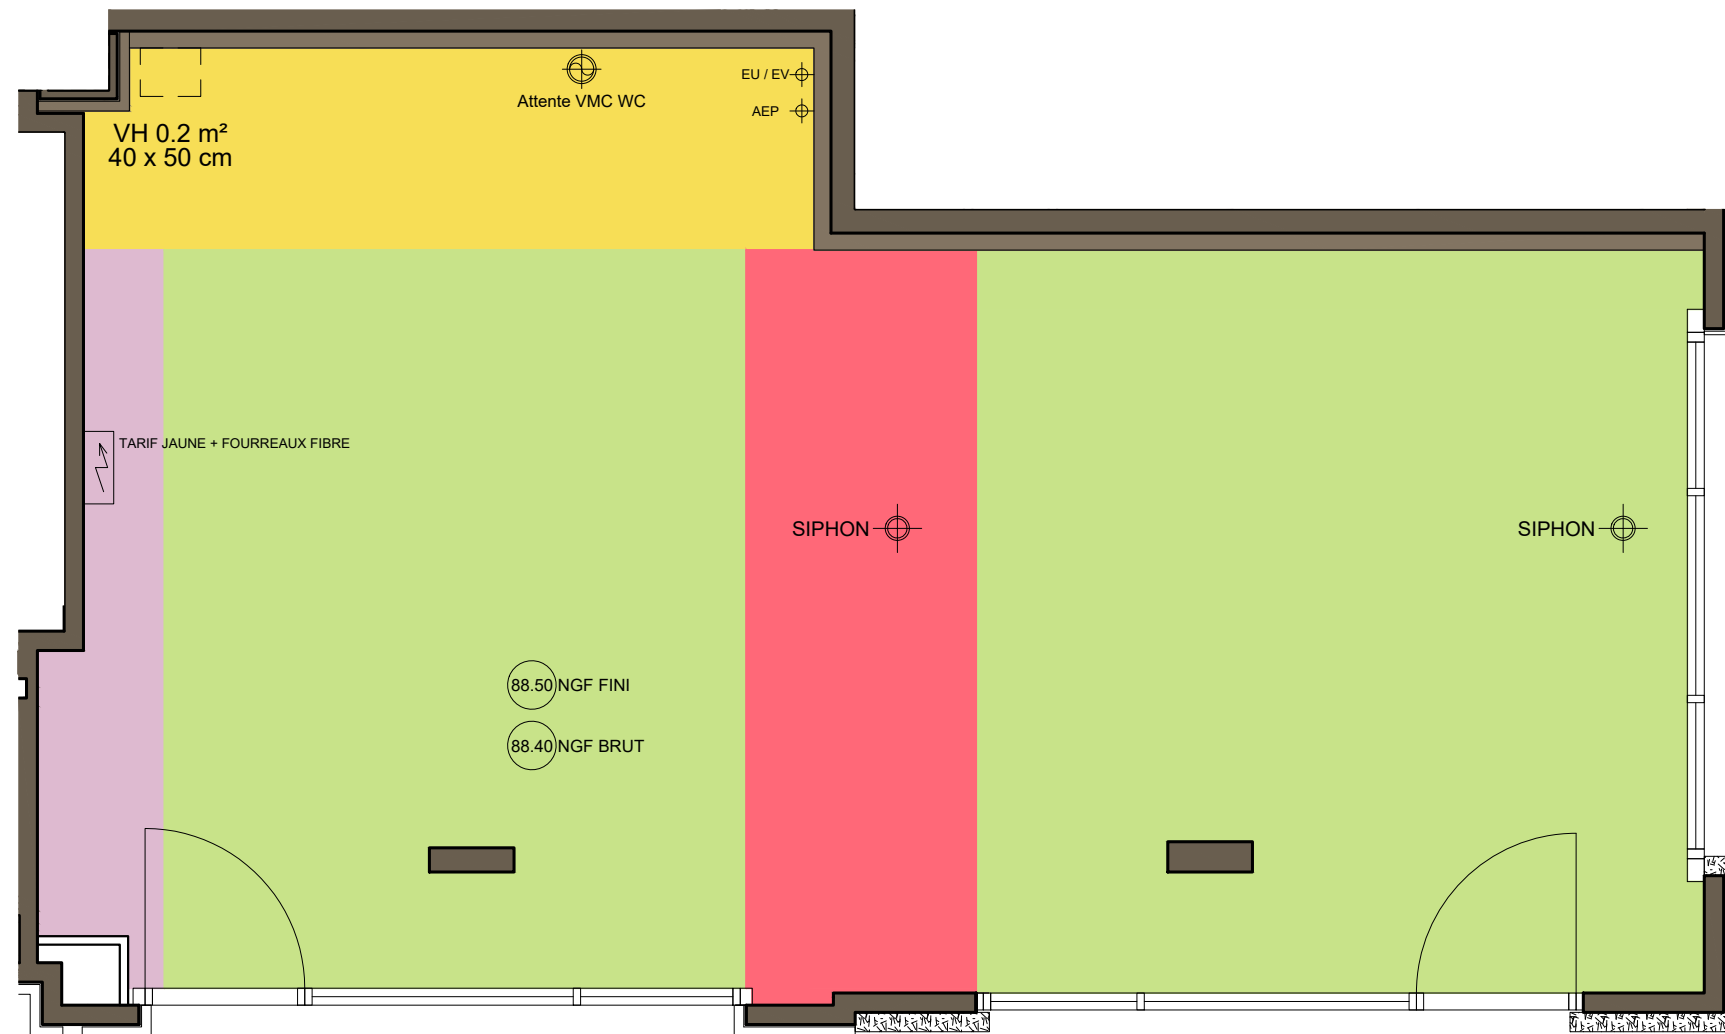 EU / EV
Attente VMC WC
AEP
VH 0.2 m²
40 x 50 cm
TARIF JAUNE + FOURREAUX FIBRE
SIPHON
SIPHON
88.50 NGF FINI
88.40 NGF BRUT